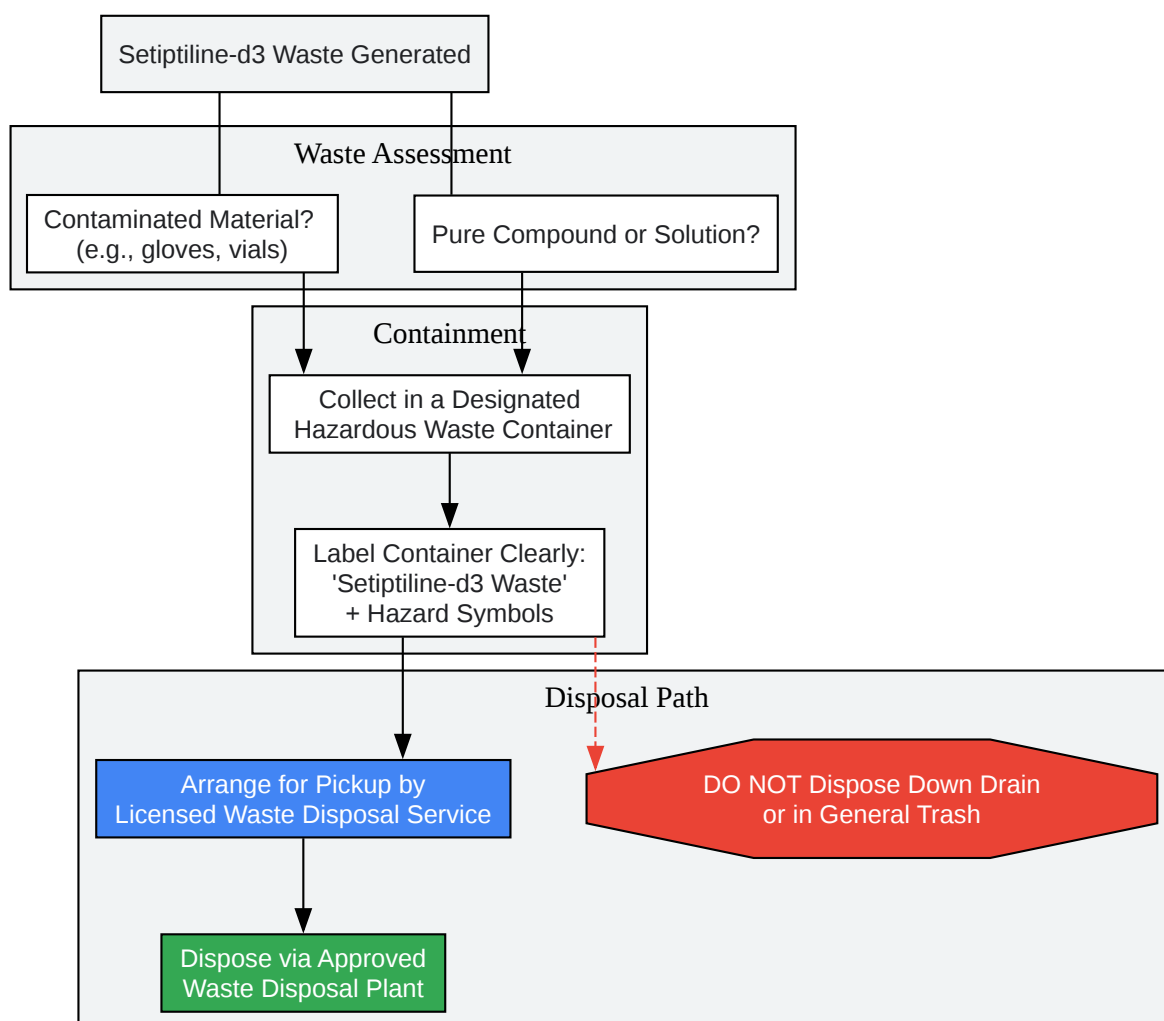 Setiptiline-d3 Waste Generated
Waste Assessment
Contaminated Material?
(e.g., gloves, vials)
Pure Compound or Solution?
Containment
Collect in a Designated
Hazardous Waste Container
Label Container Clearly:
'Setiptiline-d3 Waste'
+ Hazard Symbols
Disposal Path
Arrange for Pickup by
Licensed Waste Disposal Service
DO NOT Dispose Down Drain
or in General Trash
Dispose via Approved
Waste Disposal Plant